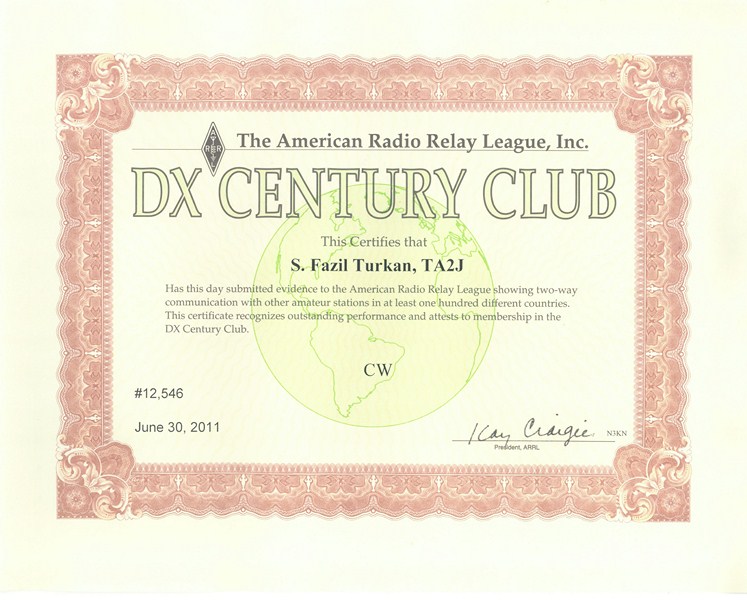 The American Radio Relay League, Inc.
A
R R
L
DX CENTURY CLUB
This Certifies that
S. Fazil Turkan, TA2J
Has this day submitted evidence to the American Radio Relay League showing two-way
communication with other amateur stations in at least one hundred different countries.
This certificate recognizes outstanding performance and attests to membership in the
DX Century Club.
CW
#12,546
June 30, 2011
Kay Craigie N3KN
President, ARRL